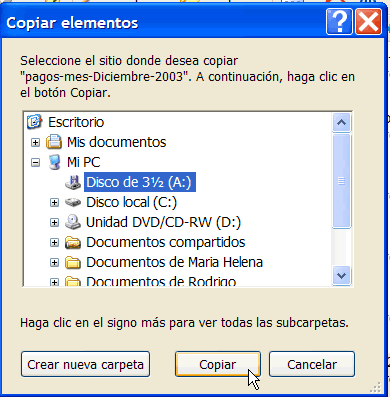 Copiar elementos
Seleccione el sitio donde desea copiar
"pagos-mes-Diciembre-2003". A continuación, haga clic en
el botón Copiar.
Escritorio
Mis documentos
Mi PC
Disco de 3½ (A:)
Disco local (C:)
Unidad DVD/CD-RW (D:)
Documentos compartidos
Documentos de Maria Helena
Documentos de Rodrigo
Haga clic en el signo más para ver todas las subcarpetas.
Crear nueva carpeta
Copiar
Cancelar